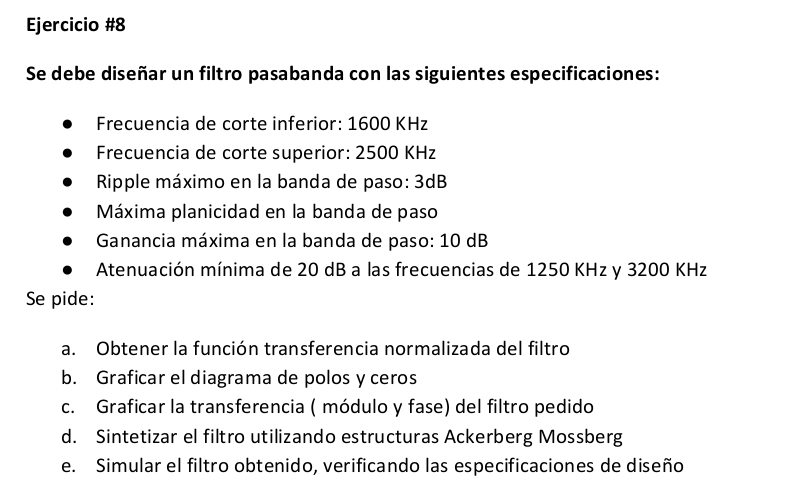 Ejercicio #8
Se debe diseñar un filtro pasabanda con las siguientes especificaciones:
● Frecuencia de corte inferior: 1600 KHz
● Frecuencia de corte superior: 2500 KHz
● Ripple máximo en la banda de paso: 3dB
● Máxima planicidad en la banda de paso
● Ganancia máxima en la banda de paso: 10 dB
● Atenuación mínima de 20 dB a las frecuencias de 1250 KHz y 3200 KHz
Se pide:
a. Obtener la función transferencia normalizada del filtro
b. Graficar el diagrama de polos y ceros
c. Graficar la transferencia ( módulo y fase) del filtro pedido
d. Sintetizar el filtro utilizando estructuras Ackerberg Mossberg
e. Simular el filtro obtenido, verificando las especificaciones de diseño